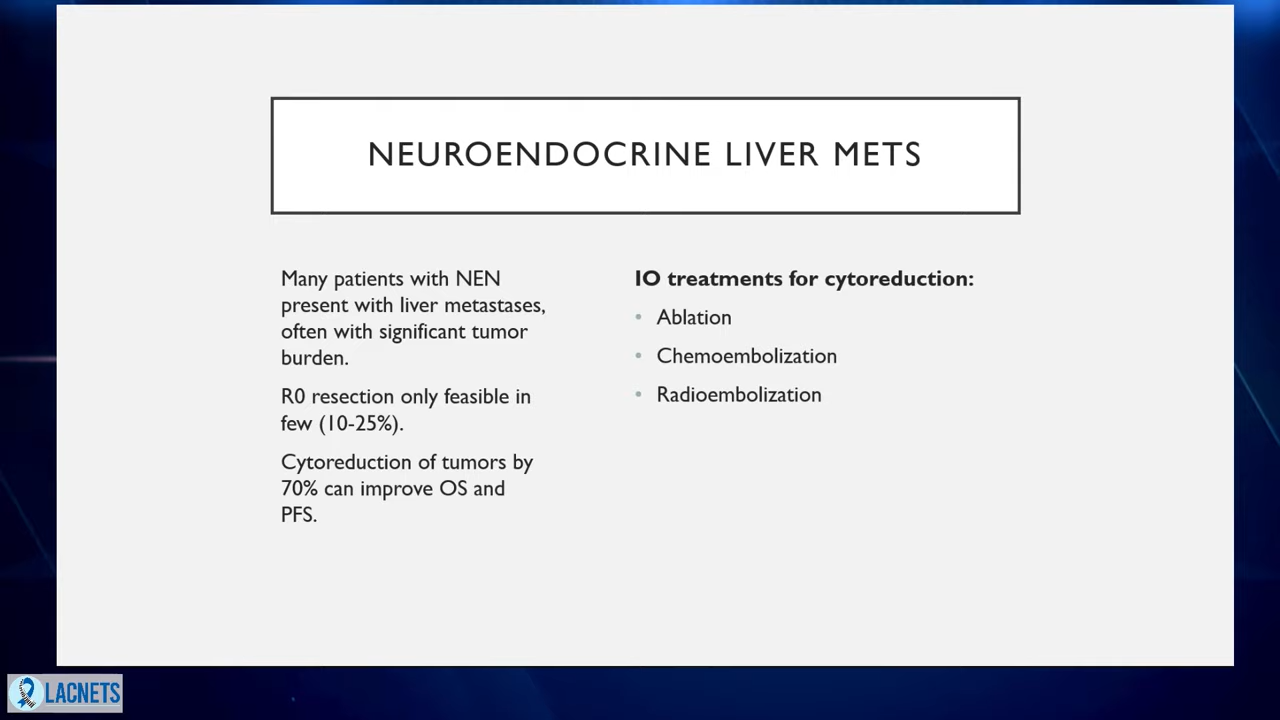 NEUROENDOCRINE LIVER METS
Many patients with NEN
present with liver metastases,
often with significant tumor
burden.
R0 resection only feasible in
few (10-25%).
Cytoreduction of tumors by
70% can improve OS and
PFS.
IO treatments for cytoreduction:
• Ablation
• Chemoembolization
• Radioembolization
LACNETS